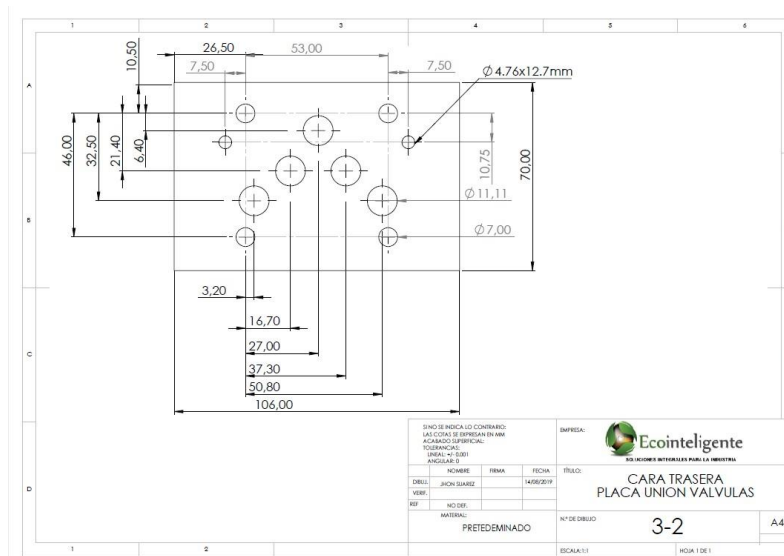 1 2 3 4 5 6
A
B
C
D
10,50
26,50
53,00
7,50
7,50
Ø 4.76x12.7mm
46,00
32,50
21,40
6,40
10,75
70,00
Ø 11,11
Ø 7,00
3,20
16,70
27,00
37,30
50,80
106,00
SI NO SE INDICA LO CONTRARIO:
LAS COTAS SE EXPRESAN EN MM
ACABADO SUPERFICIAL:
TOLERANCIAS:
LINEAL: +/- 0.001
ANGULAR: 0
EMPRESA:
Ecointeligente
SOLUCIONES INTEGRALES PARA LA INDUSTRIA
NOMBRE FIRMA FECHA
DIBUJ. JHON SUAREZ 14/08/2019
VERIF.
REF NO DEF.
TÍTULO:
CARA TRASERA
PLACA UNION VALVULAS
MATERIAL:
PRETEDEMINADO
N.º DE DIBUJO
3-2
A4
ESCALA:1:1
HOJA 1 DE 1
1 2